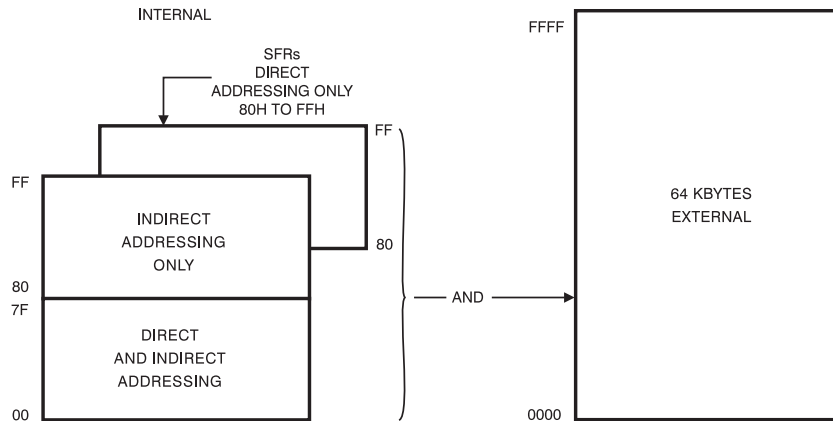 INTERNAL
SFRs
DIRECT
ADDRESSING ONLY
80H TO FFH
FF
FF
INDIRECT
ADDRESSING
ONLY
80
80
7F
DIRECT
AND INDIRECT
ADDRESSING
00
AND
FFFF
64 KBYTES
EXTERNAL
0000